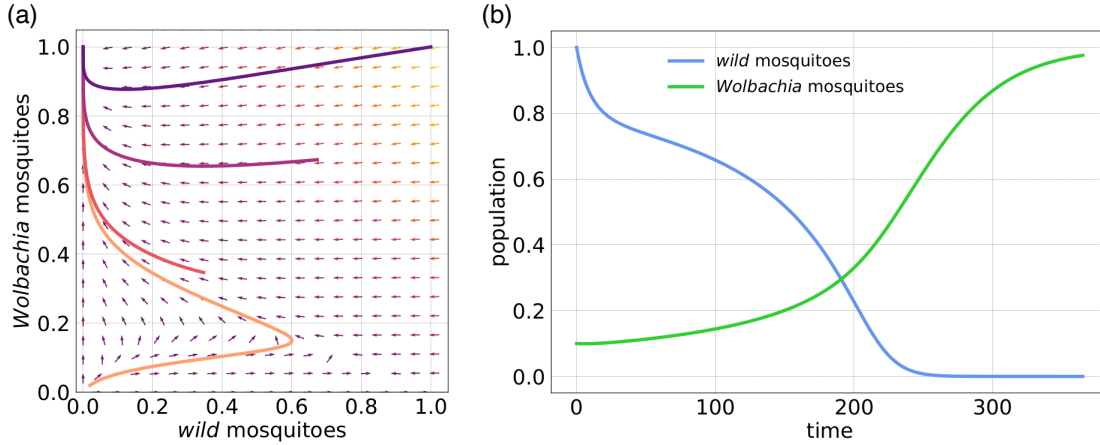 (a)
1.0
0.8
0.6
0.4
0.2
0.0
Wolbachia mosquitoes
0.0 0.2 0.4 0.6 0.8 1.0
wild mosquitoes
(b)
1.0
0.8
0.6
0.4
0.2
0.0
population
wild mosquitoes
Wolbachia mosquitoes
0 100 200 300
time